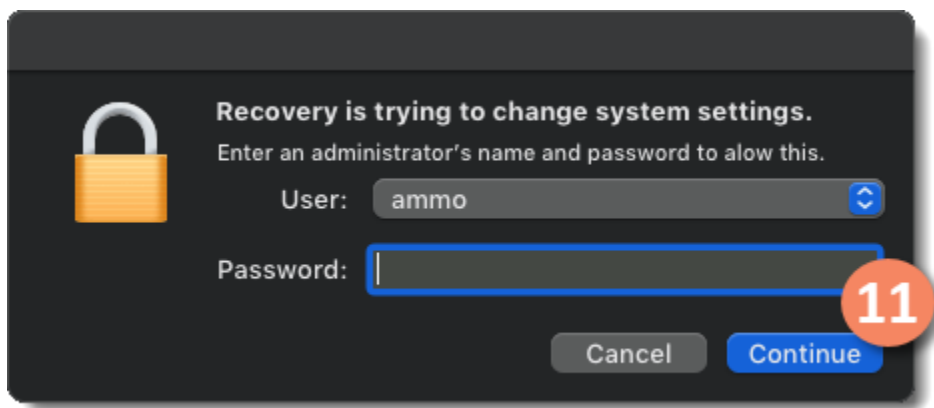 Recovery is trying to change system settings.
Enter an administrator's name and password to alow this.
User: ammo
Password:
11
Cancel Continue